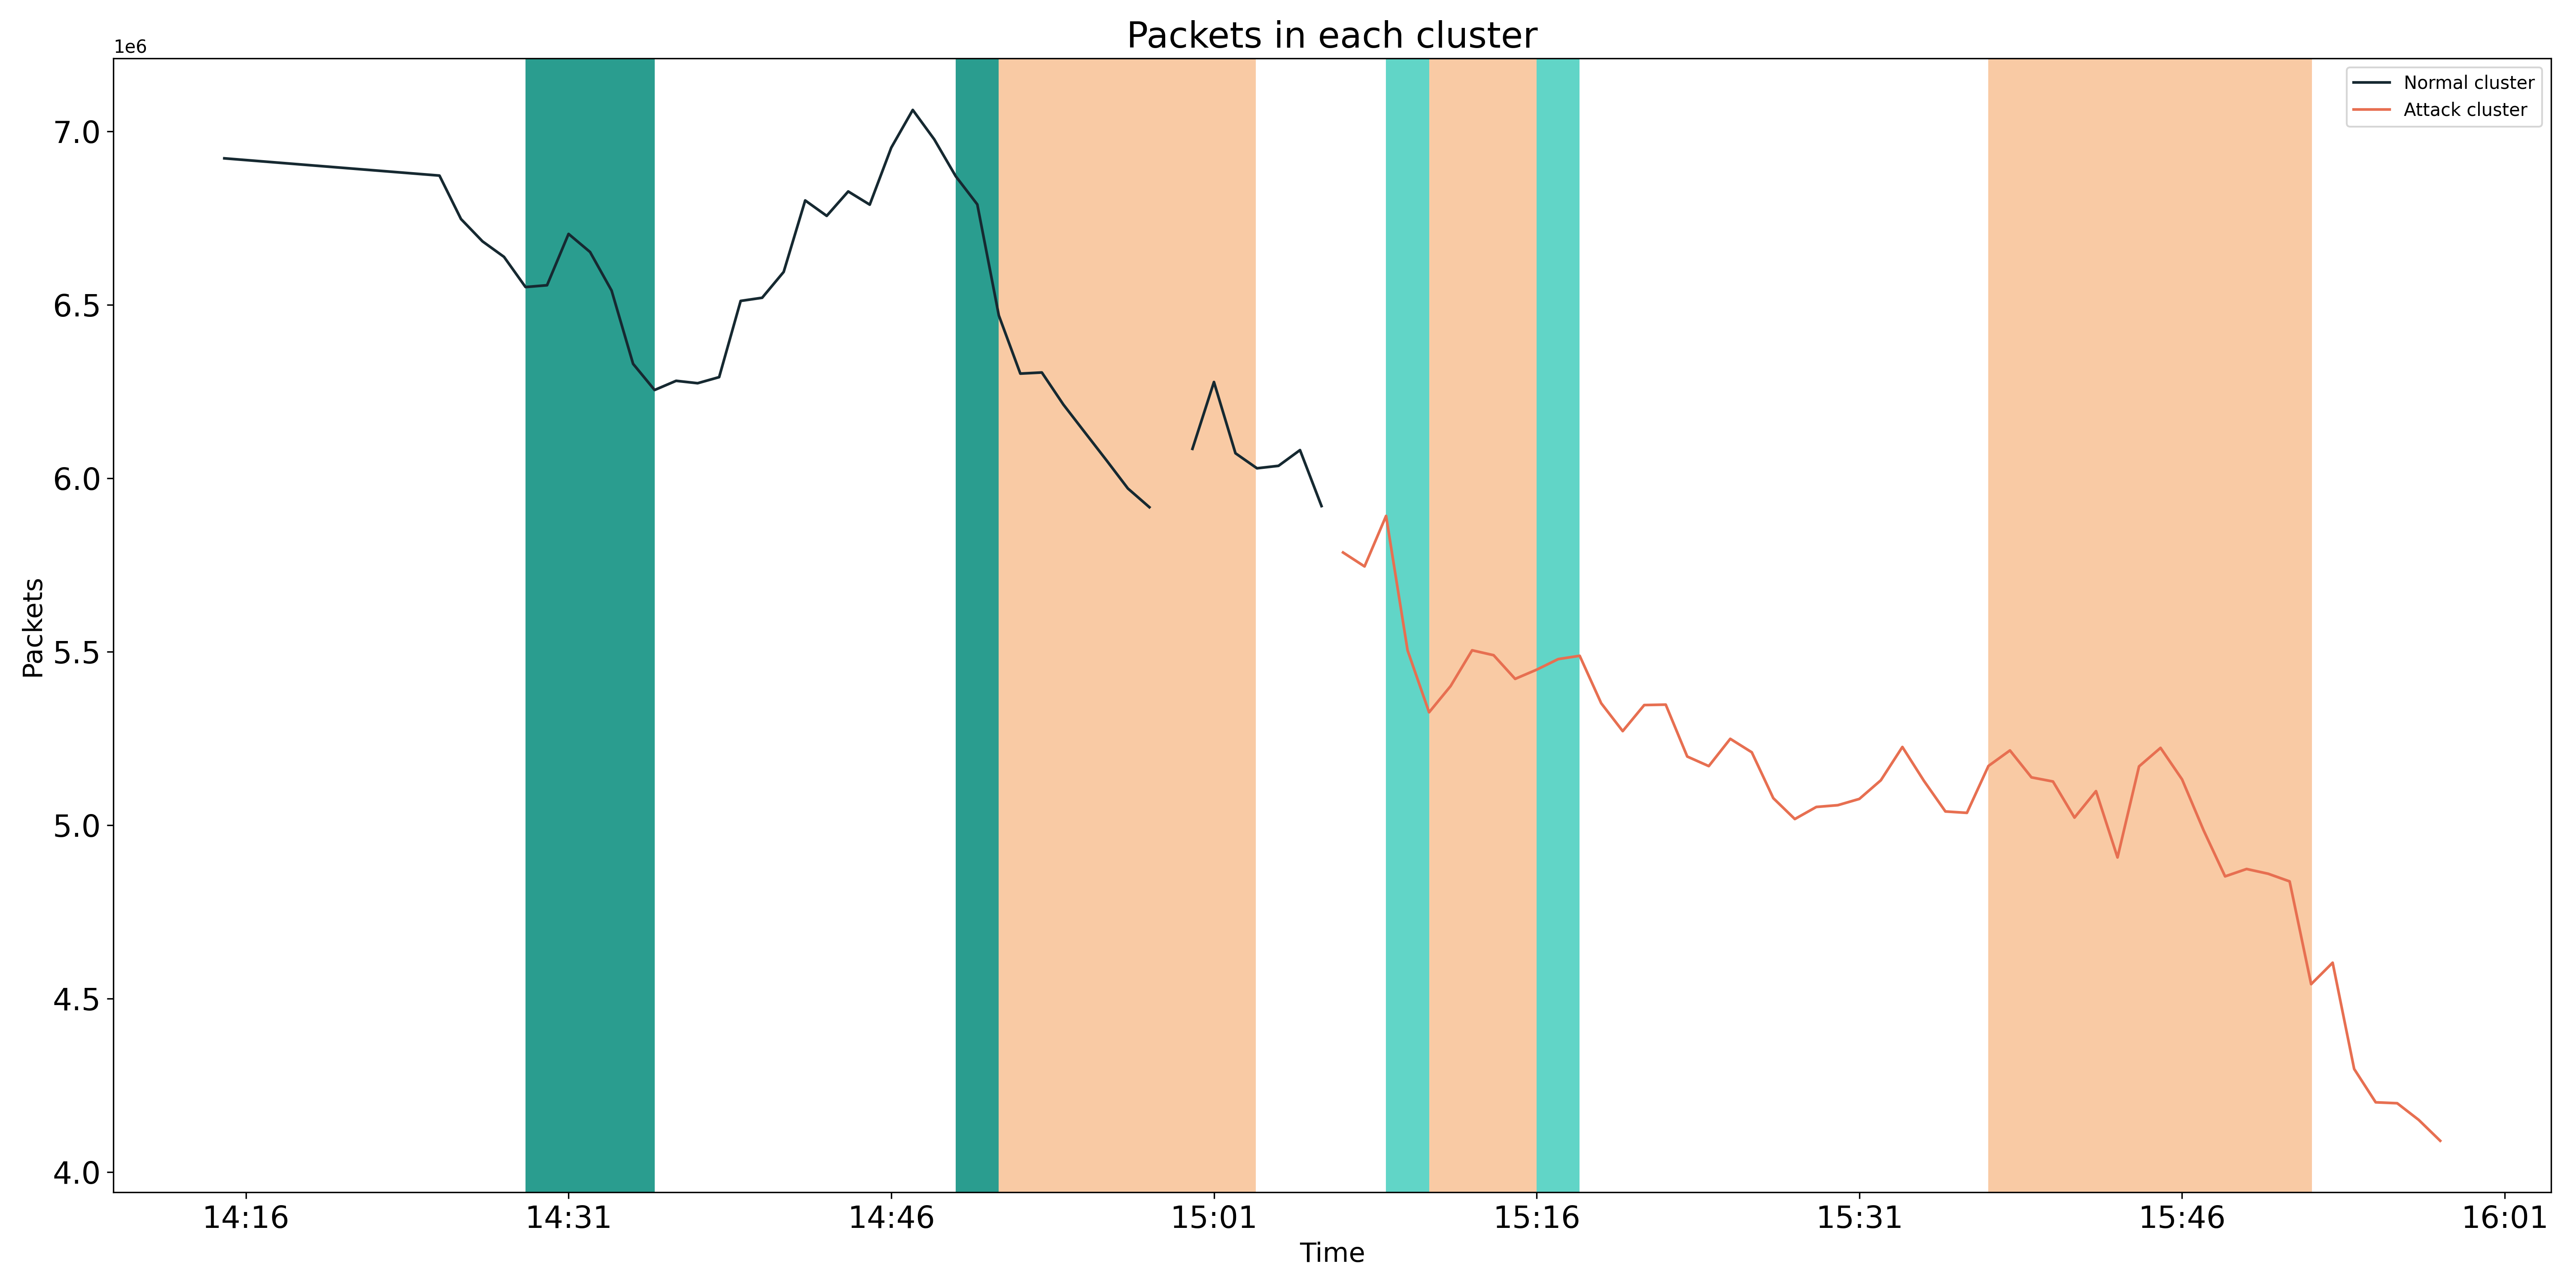 Packets in each cluster
1e6
Normal cluster
Attack cluster
7.0
6.5
6.0
5.5
5.0
4.5
4.0
Packets
14:16
14:31
14:46
15:01
15:16
15:31
15:46
16:01
Time